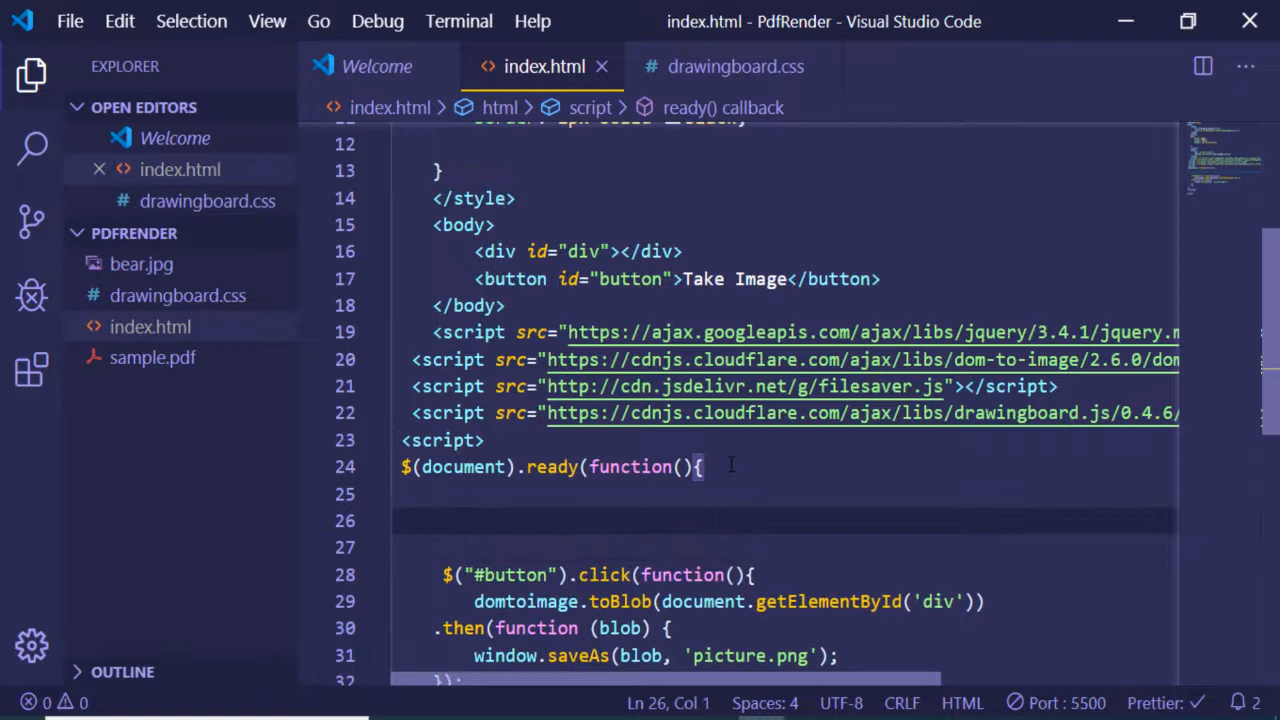 File Edit Selection View Go Debug Terminal Help index.html - PdfRender - Visual Studio Code
EXPLORER
OPEN EDITORS
Welcome
index.html
drawingboard.css
PDFRENDER
bear.jpg
drawingboard.css
index.html
sample.pdf
OUTLINE
Welcome index.html drawingboard.css
index.html html script ready() callback
12
13 }
14 </style>
15 <body>
16 <div id="div"></div>
17 <button id="button">Take Image</button>
18 </body>
19 <script src="https://ajax.googleapis.com/ajax/libs/jquery/3.4.1/jquery.m
20 <script src="https://cdnjs.cloudflare.com/ajax/libs/dom-to-image/2.6.0/dom
21 <script src="http://cdn.jsdelivr.net/g/filesaver.js"></script>
22 <script src="https://cdnjs.cloudflare.com/ajax/libs/drawingboard.js/0.4.6/
23 <script>
24 $(document).ready(function(){
25
26
27
28 $("#button").click(function(){
29 domtoimage.toBlob(document.getElementById('div'))
30 .then(function (blob) {
31 window.saveAs(blob, 'picture.png');
32 });
0 0 Ln 26, Col 1 Spaces: 4 UTF-8 CRLF HTML Port : 5500 Prettier: ✓ 2